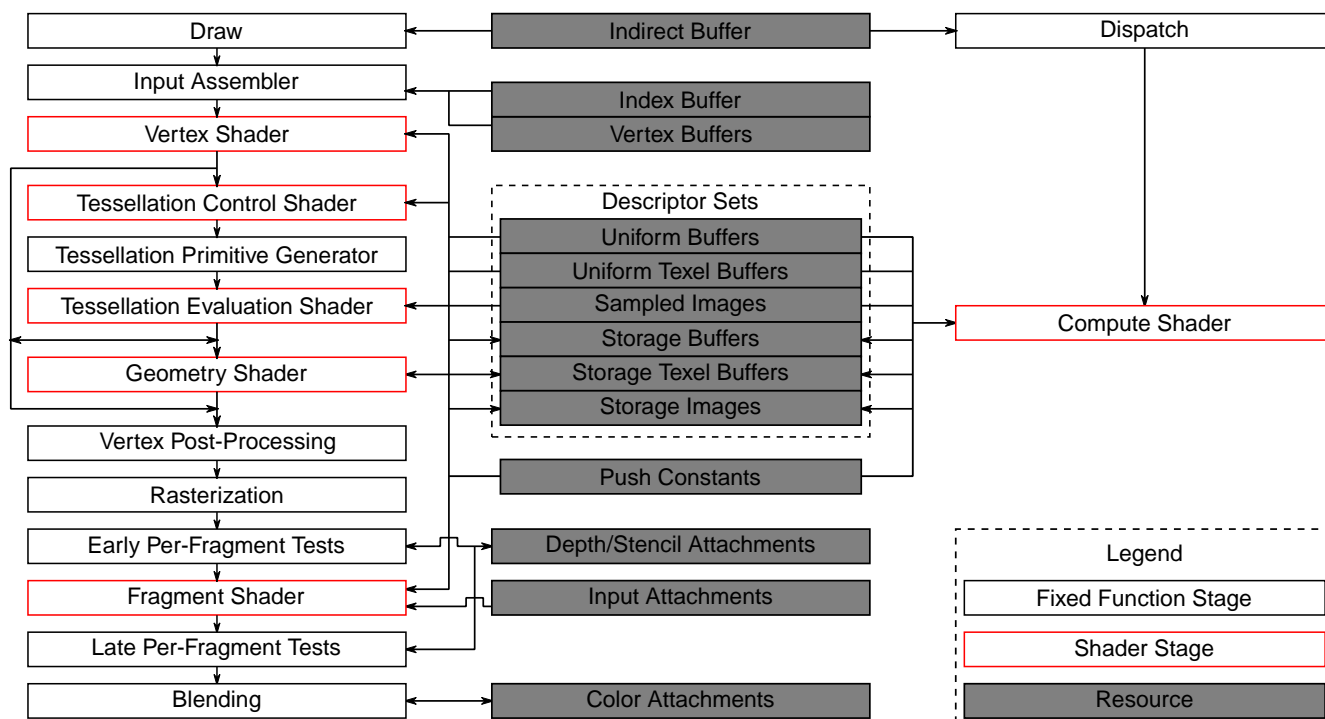 Draw
Indirect Buffer
Dispatch
Input Assembler
Index Buffer
Vertex Buffers
Vertex Shader
Tessellation Control Shader
Descriptor Sets
Uniform Buffers
Tessellation Primitive Generator
Uniform Texel Buffers
Tessellation Evaluation Shader
Sampled Images
Compute Shader
Storage Buffers
Geometry Shader
Storage Texel Buffers
Storage Images
Vertex Post-Processing
Push Constants
Rasterization
Early Per-Fragment Tests
Depth/Stencil Attachments
Fragment Shader
Input Attachments
Late Per-Fragment Tests
Blending
Color Attachments
Legend
Fixed Function Stage
Shader Stage
Resource